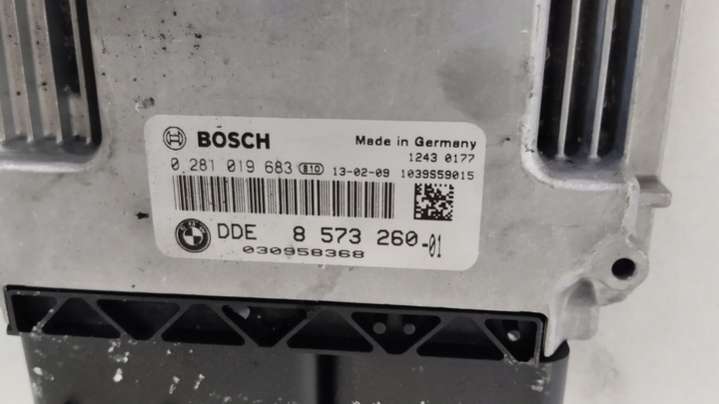 BOSCH Made in Germany
1243 0177
0 281 019 683 B10 13-02-09 1039S59015
DDE 8 573 260-01
030958368